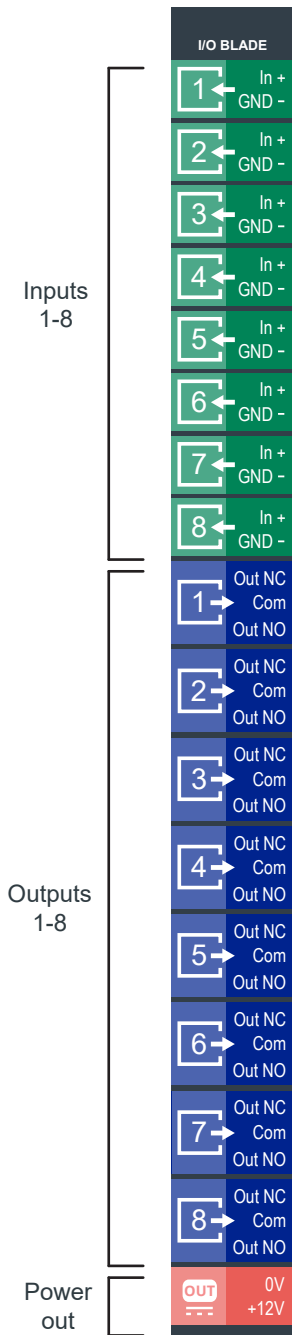 I/O BLADE
Inputs
1-8
1 In +
GND -
2 In +
GND -
3 In +
GND -
4 In +
GND -
5 In +
GND -
6 In +
GND -
7 In +
GND -
8 In +
GND -
Outputs
1-8
Out NC
1 Com
Out NO
Out NC
2 Com
Out NO
Out NC
3 Com
Out NO
Out NC
4 Com
Out NO
Out NC
5 Com
Out NO
Out NC
6 Com
Out NO
Out NC
7 Com
Out NO
Out NC
8 Com
Out NO
Power
out
OUT 0V
+12V